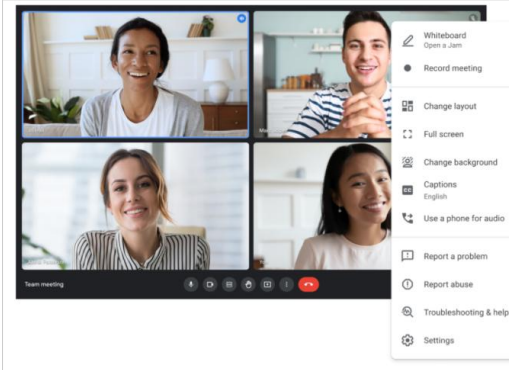 Whiteboard
Open a Jam
Record meeting
Change layout
Full screen
Change background
Captions
English
Use a phone for audio
Report a problem
Report abuse
Troubleshooting & help
Settings
Team meeting